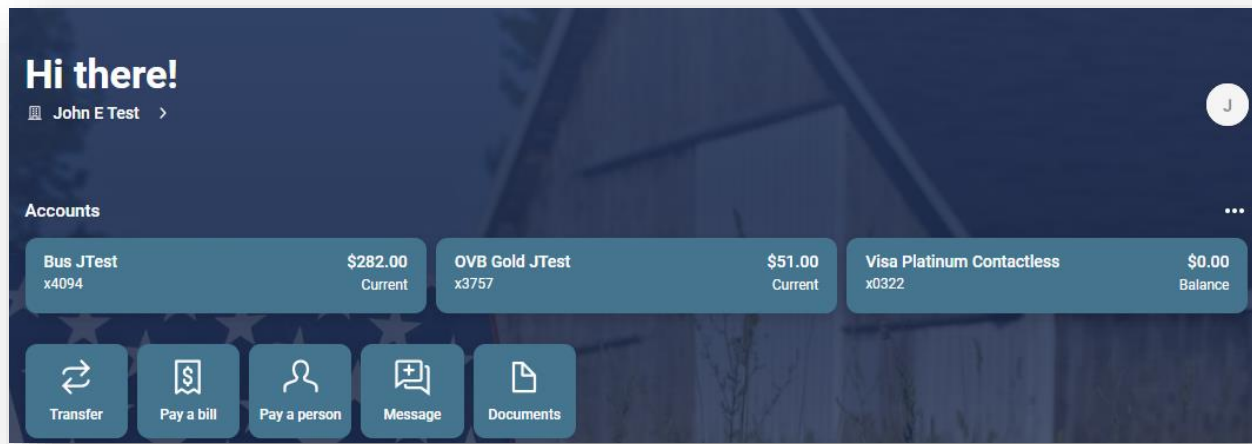 Hi there!
John E Test
J
Accounts
Bus JTest $282.00
x4094 Current
OVB Gold JTest $51.00
x3757 Current
Visa Platinum Contactless $0.00
x0322 Balance
Transfer
Pay a bill
Pay a person
Message
Documents